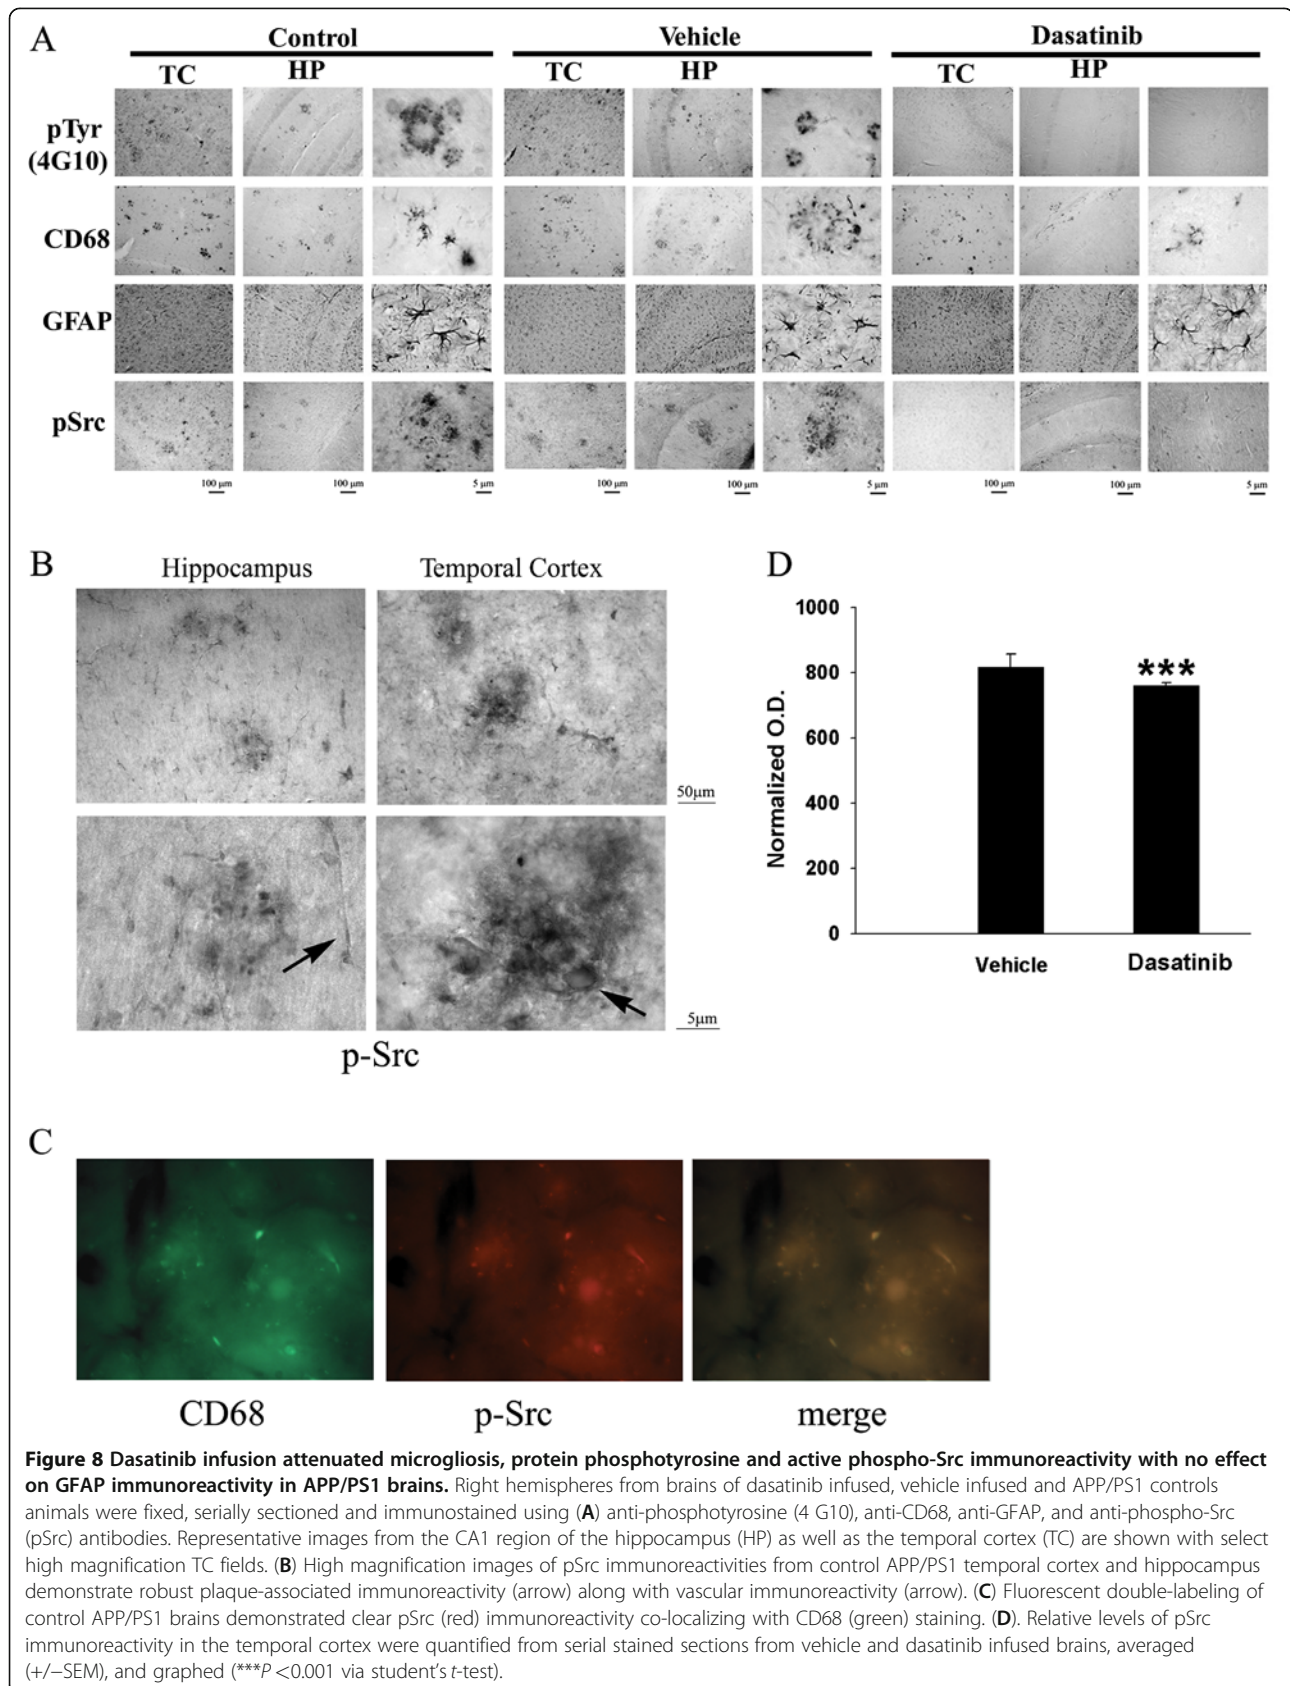 A
Control Vehicle Dasatinib
TC HP TC HP TC HP
pTyr
(4G10)
CD68
GFAP
pSrc
100 µm 100 µm 5 µm 100 µm 100 µm 5 µm 100 µm 100 µm 5 µm
B
Hippocampus Temporal Cortex
50µm
5µm
p-Src
D
1000
800
600
400
200
0
Normalized O.D.
***
Vehicle Dasatinib
C
CD68 p-Src merge
Figure 8 Dasatinib infusion attenuated microgliosis, protein phosphotyrosine and active phospho-Src immunoreactivity with no effect
on GFAP immunoreactivity in APP/PS1 brains. Right hemispheres from brains of dasatinib infused, vehicle infused and APP/PS1 controls
animals were fixed, serially sectioned and immunostained using (A) anti-phosphotyrosine (4 G10), anti-CD68, anti-GFAP, and anti-phospho-Src
(pSrc) antibodies. Representative images from the CA1 region of the hippocampus (HP) as well as the temporal cortex (TC) are shown with select
high magnification TC fields. (B) High magnification images of pSrc immunoreactivities from control APP/PS1 temporal cortex and hippocampus
demonstrate robust plaque-associated immunoreactivity (arrow) along with vascular immunoreactivity (arrow). (C) Fluorescent double-labeling of
control APP/PS1 brains demonstrated clear pSrc (red) immunoreactivity co-localizing with CD68 (green) staining. (D). Relative levels of pSrc
immunoreactivity in the temporal cortex were quantified from serial stained sections from vehicle and dasatinib infused brains, averaged
(+/−SEM), and graphed (***P <0.001 via student's t-test).